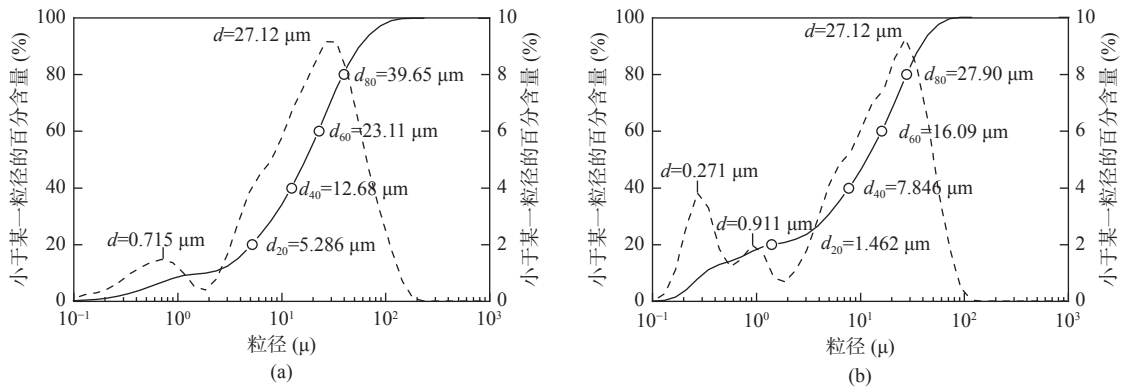 100
80
60
40
20
0
小于某一粒径的百分含量 (%)
10
8
6
4
2
0
小于某一粒径的百分含量 (%)
d=27.12 μm
d80=39.65 μm
d60=23.11 μm
d40=12.68 μm
d=0.715 μm
d20=5.286 μm
10⁻¹ 10⁰ 10¹ 10² 10³
粒径 (μ)
(a)
100
80
60
40
20
0
小于某一粒径的百分含量 (%)
10
8
6
4
2
0
小于某一粒径的百分含量 (%)
d=27.12 μm
d80=27.90 μm
d60=16.09 μm
d=0.271 μm
d40=7.846 μm
d=0.911 μm
d20=1.462 μm
10⁻¹ 10⁰ 10¹ 10² 10³
粒径 (μ)
(b)